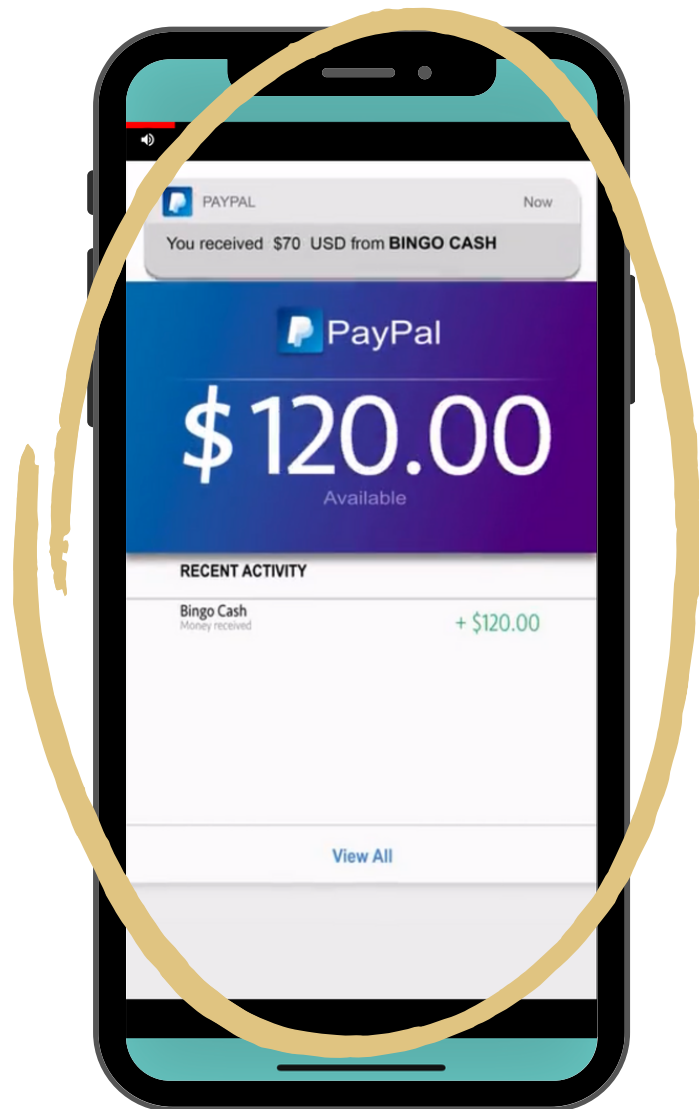 PAYPAL Now
You received $70 USD from BINGO CASH
PayPal
$120.00
Available
RECENT ACTIVITY
Bingo Cash
Money received
+ $120.00
View All